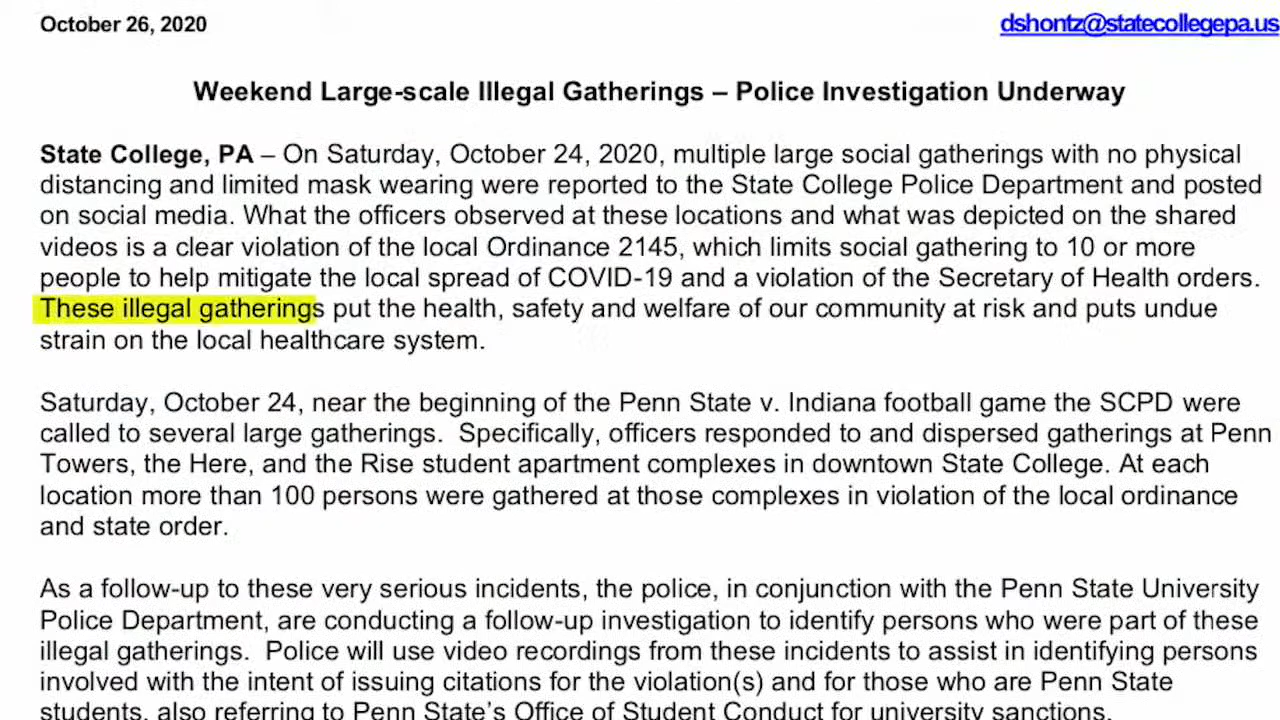 October 26, 2020
dshontz@statecollegepa.us
Weekend Large-scale Illegal Gatherings – Police Investigation Underway
State College, PA – On Saturday, October 24, 2020, multiple large social gatherings with no physical
distancing and limited mask wearing were reported to the State College Police Department and posted
on social media. What the officers observed at these locations and what was depicted on the shared
videos is a clear violation of the local Ordinance 2145, which limits social gathering to 10 or more
people to help mitigate the local spread of COVID-19 and a violation of the Secretary of Health orders.
These illegal gatherings put the health, safety and welfare of our community at risk and puts undue
strain on the local healthcare system.
Saturday, October 24, near the beginning of the Penn State v. Indiana football game the SCPD were
called to several large gatherings. Specifically, officers responded to and dispersed gatherings at Penn
Towers, the Here, and the Rise student apartment complexes in downtown State College. At each
location more than 100 persons were gathered at those complexes in violation of the local ordinance
and state order.
As a follow-up to these very serious incidents, the police, in conjunction with the Penn State University
Police Department, are conducting a follow-up investigation to identify persons who were part of these
illegal gatherings. Police will use video recordings from these incidents to assist in identifying persons
involved with the intent of issuing citations for the violation(s) and for those who are Penn State
students, also referring to Penn State's Office of Student Conduct for university sanctions.